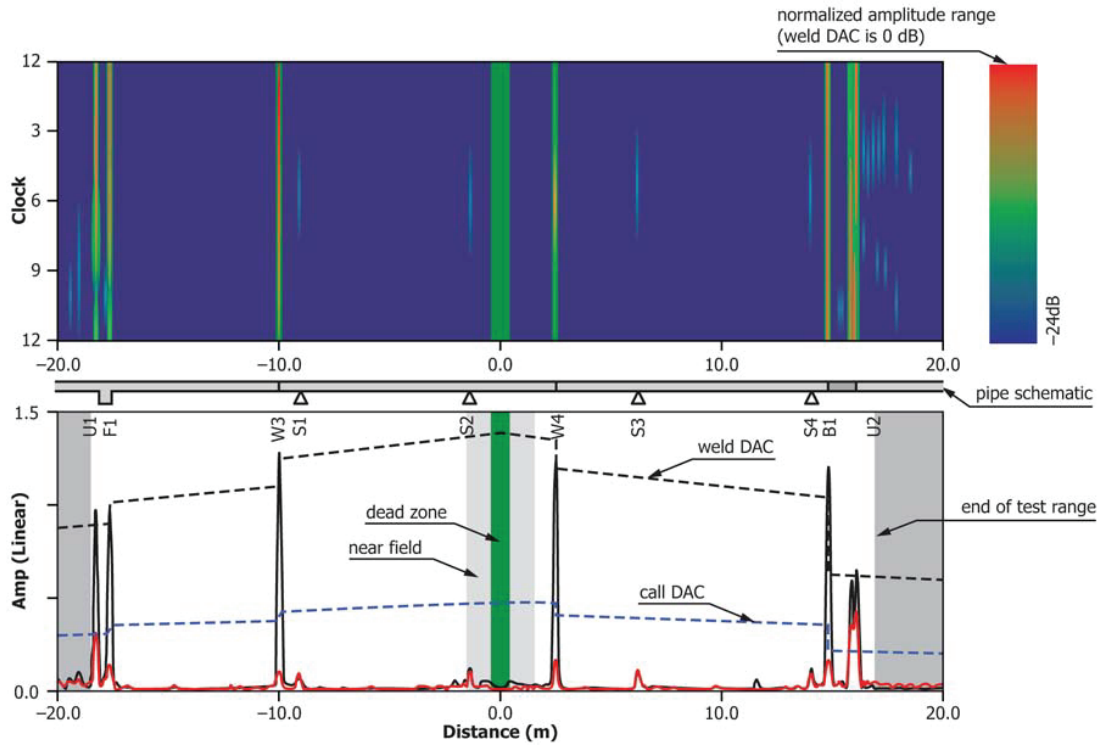 normalized amplitude range
(weld DAC is 0 dB)
12
3
6
9
12
Clock
−24dB
−20.0
−10.0
0.0
10.0
20.0
pipe schematic
1.5
0.0
Amp (Linear)
U1
F1
W3
S1
S2
W4
S3
S4
B1
U2
weld DAC
dead zone
near field
end of test range
call DAC
−20.0
−10.0
0.0
10.0
20.0
Distance (m)